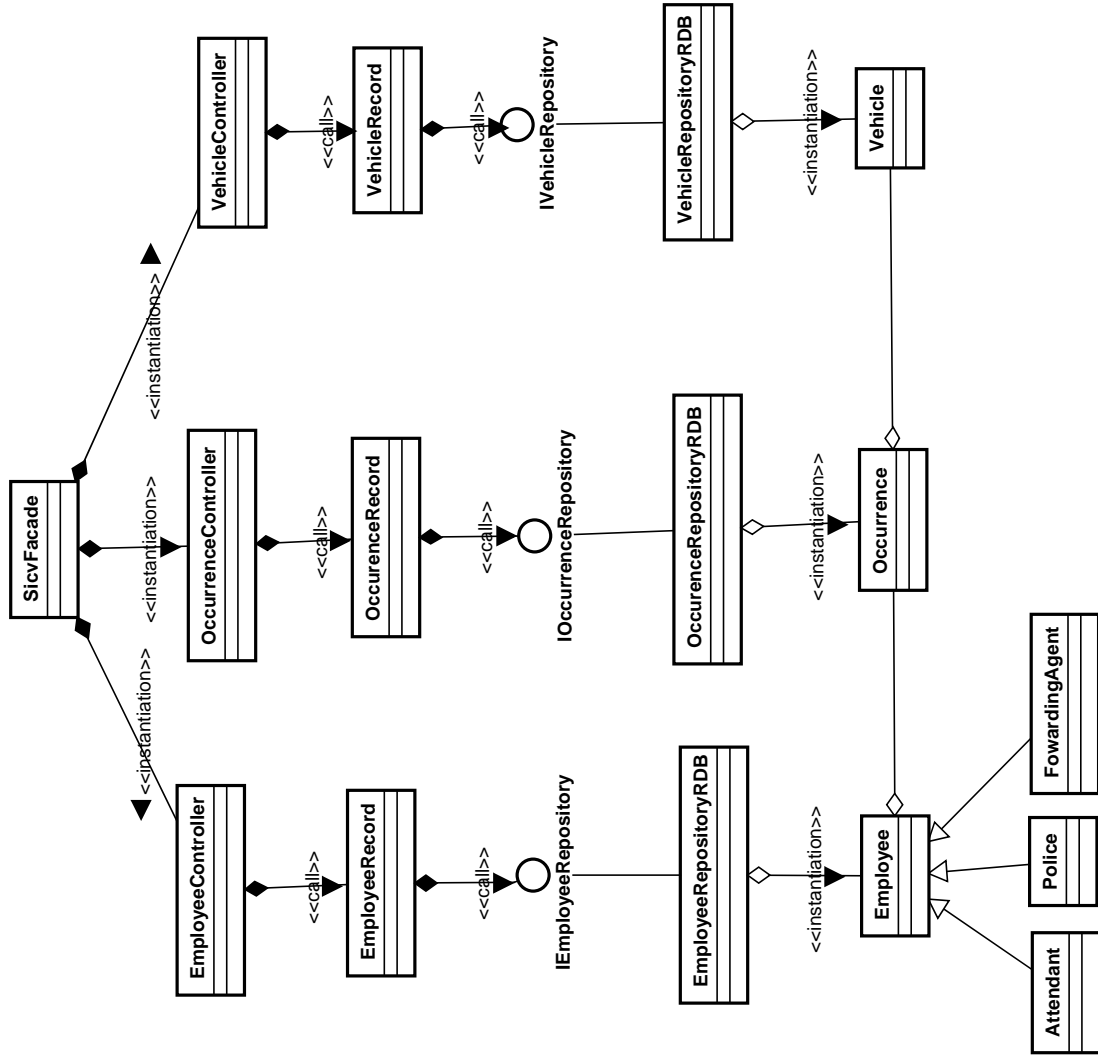 SicvFacade
<<instantiation>>
<<instantiation>>
<<instantiation>>
EmployeeController
OccurrenceController
VehicleController
<<call>>
<<call>>
<<call>>
EmployeeRecord
OccurenceRecord
VehicleRecord
<<call>>
<<call>>
<<call>>
IEmployeeRepository
IOccurrenceRepository
IVehicleRepository
EmployeeRepositoryRDB
OccurenceRepositoryRDB
VehicleRepositoryRDB
<<instantiation>>
<<instantiation>>
<<instantiation>>
Employee
Occurrence
Vehicle
Attendant
Police
FowardingAgent